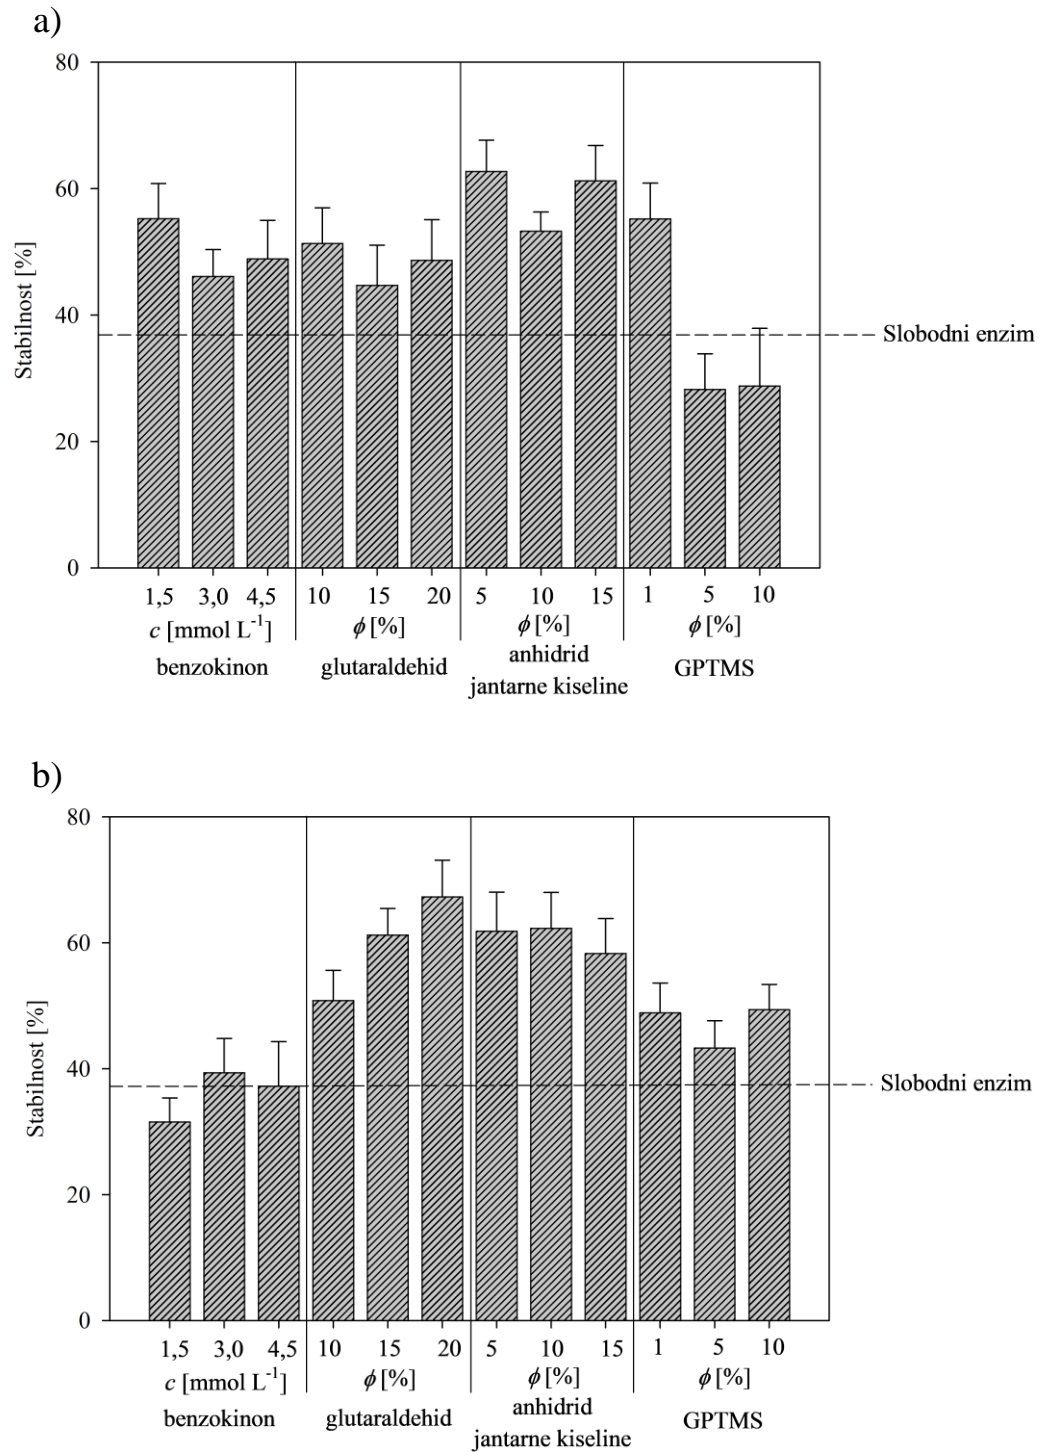 a)
80
60
40
20
0
Stabilnost [%]
Slobodni enzim
1,5 3,0 4,5 10 15 20 5 10 15 1 5 10
c [mmol L-1] ϕ [%] ϕ [%] ϕ [%]
benzokinon glutaraldehid anhidrid GPTMS
jantarne kiseline
b)
80
60
40
20
0
Stabilnost [%]
Slobodni enzim
1,5 3,0 4,5 10 15 20 5 10 15 1 5 10
c [mmol L-1] ϕ [%] ϕ [%] ϕ [%]
benzokinon glutaraldehid anhidrid GPTMS
jantarne kiseline